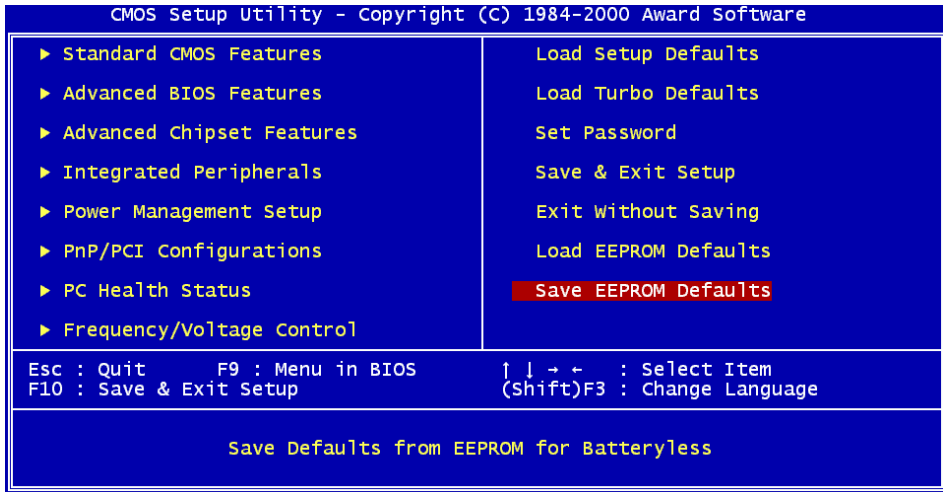 CMOS Setup Utility - Copyright (C) 1984-2000 Award Software
▶ Standard CMOS Features
▶ Advanced BIOS Features
▶ Advanced Chipset Features
▶ Integrated Peripherals
▶ Power Management Setup
▶ PnP/PCI Configurations
▶ PC Health Status
▶ Frequency/Voltage Control
Load Setup Defaults
Load Turbo Defaults
Set Password
Save & Exit Setup
Exit Without Saving
Load EEPROM Defaults
Save EEPROM Defaults
Esc : Quit F9 : Menu in BIOS ↑ ↓ → ← : Select Item
F10 : Save & Exit Setup (Shift)F3 : Change Language
Save Defaults from EEPROM for Batteryless